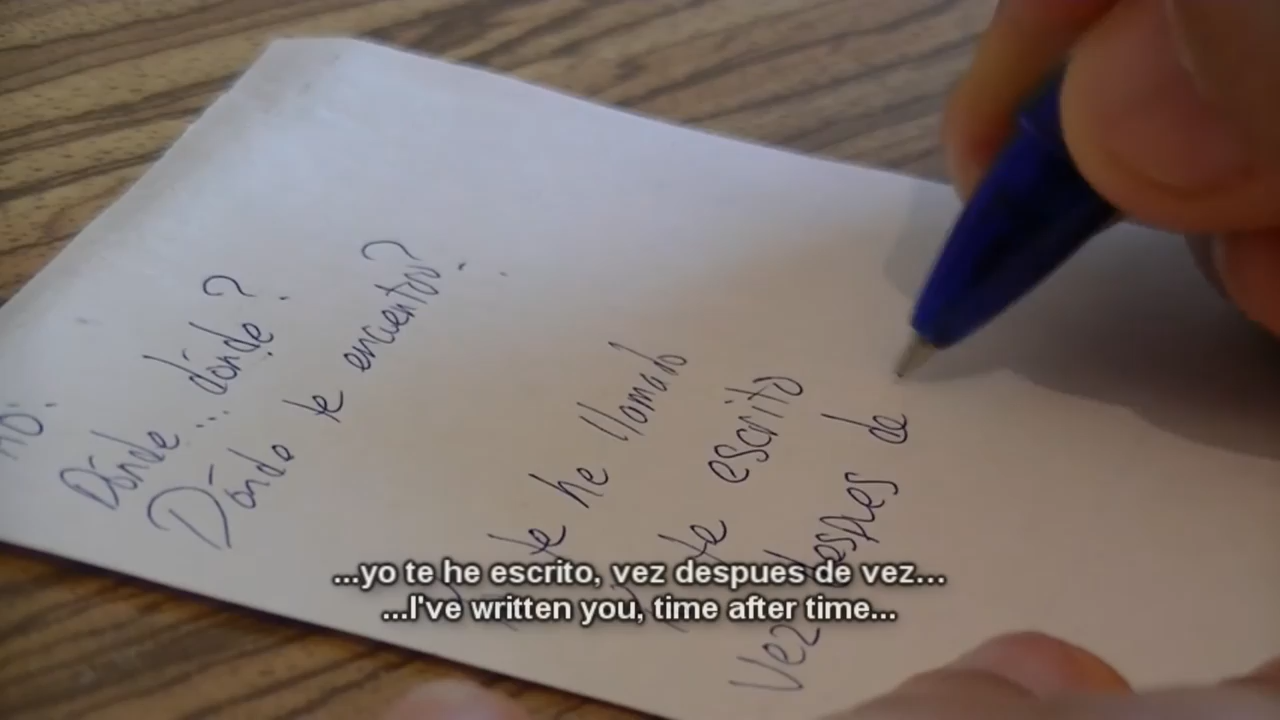 Dónde... dónde?
Dónde te encuentro?
te he llamado
te escrito
Vez despues de
...yo te he escrito, vez despues de vez...
...I've written you, time after time...